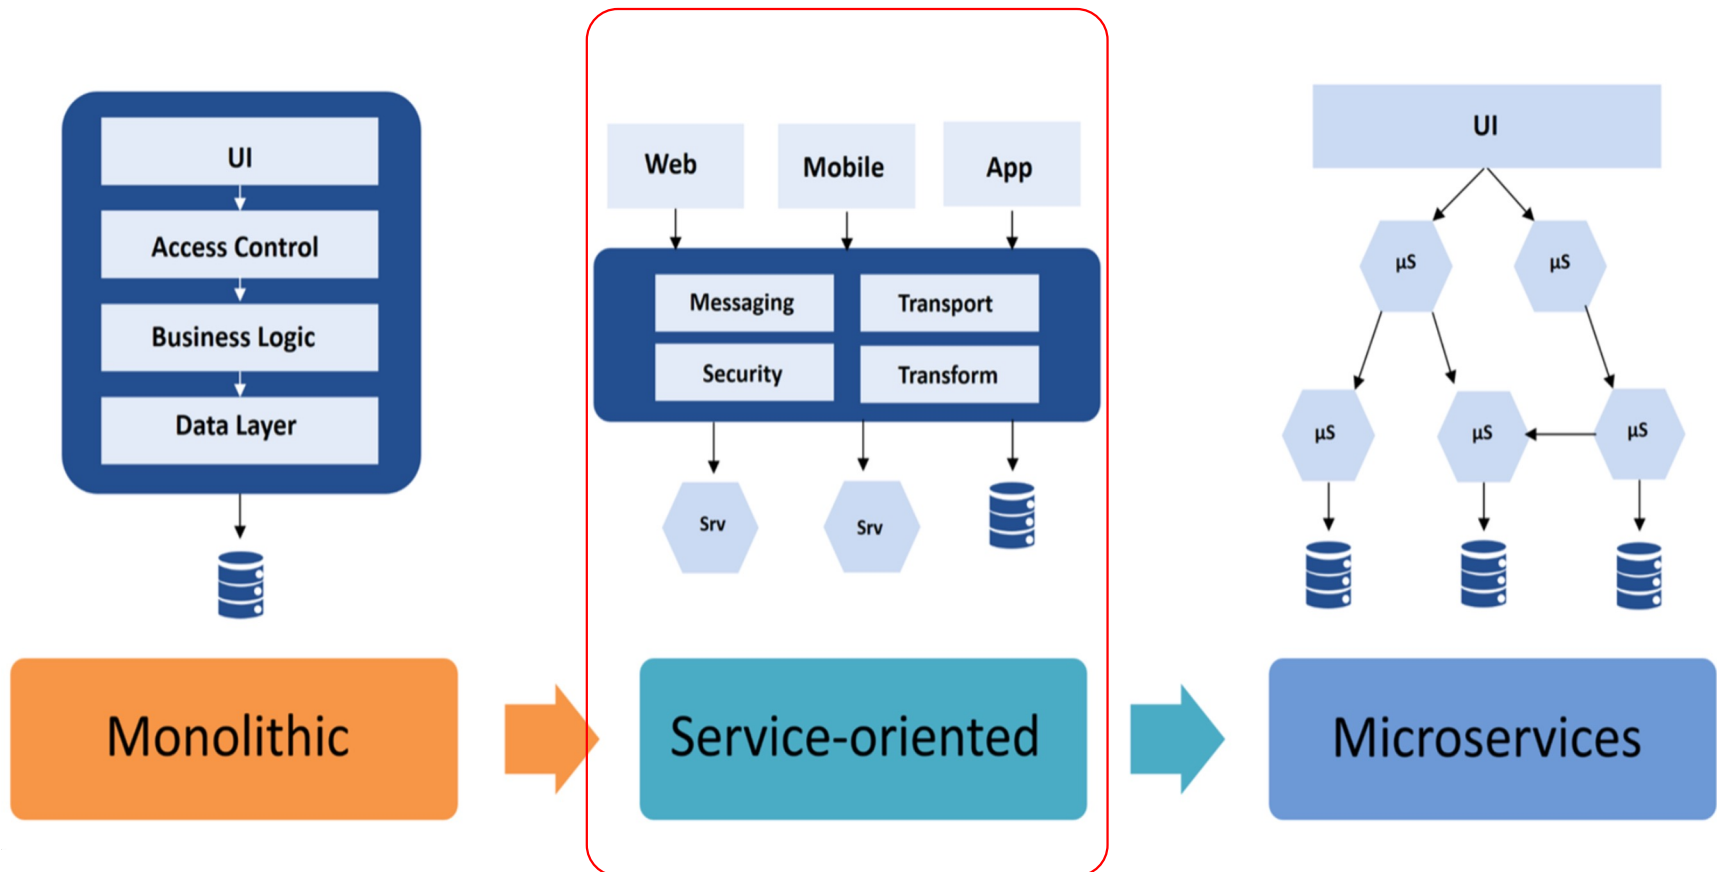 UI
Access Control
Business Logic
Data Layer
Monolithic
Web
Mobile
App
Messaging
Transport
Security
Transform
Srv
Srv
Service-oriented
UI
μS
μS
μS
μS
μS
Microservices